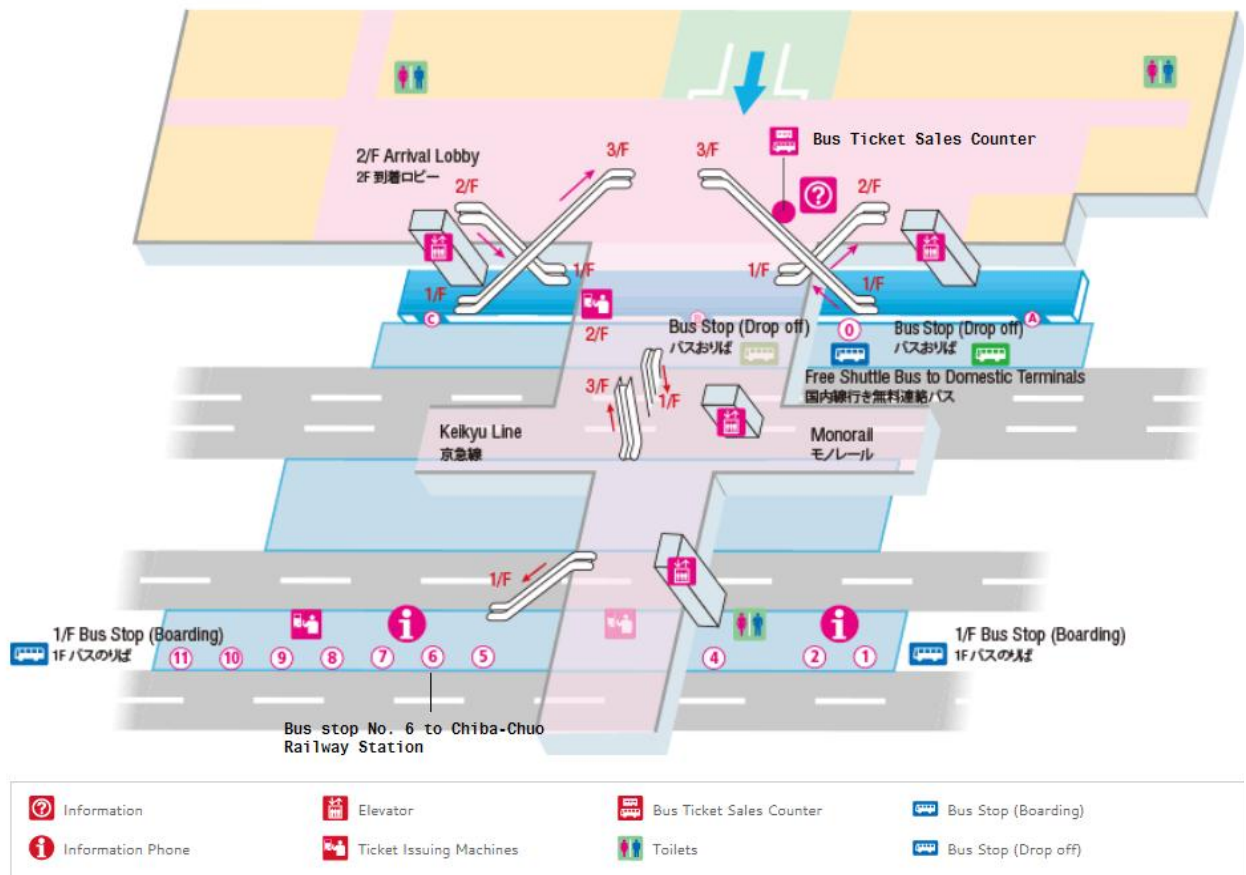 Bus Ticket Sales Counter
2/F Arrival Lobby
2F 到着ロビー
3/F
3/F
2/F
2/F
1/F
1/F
1/F
1/F
C
A
2/F
Bus Stop (Drop off)
バスおりば
0
Bus Stop (Drop off)
バスおりば
Free Shuttle Bus to Domestic Terminals
国内線行き無料連絡バス
3/F
1/F
Keikyu Line
京急線
Monorail
モノレール
1/F
1/F Bus Stop (Boarding)
1F バスのりば
11
10
9
8
7
6
5
4
2
1
1/F Bus Stop (Boarding)
1F バスのりば
Bus stop No. 6 to Chiba-Chuo
Railway Station
Information
Elevator
Bus Ticket Sales Counter
Bus Stop (Boarding)
Information Phone
Ticket Issuing Machines
Toilets
Bus Stop (Drop off)